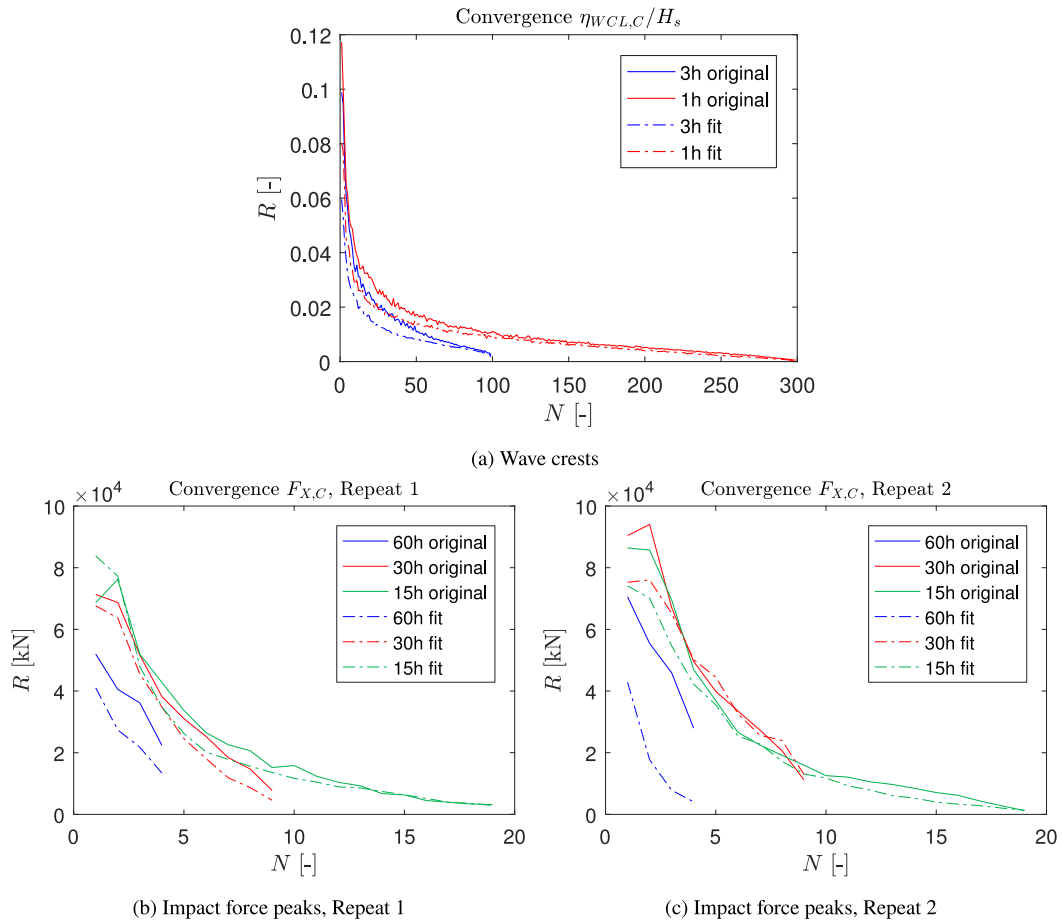 Convergence η_{WCL,C}/H_s
0.12
0.1
0.08
0.06
0.04
0.02
0
R [-]
3h original
1h original
3h fit
1h fit
0 50 100 150 200 250 300
N [-]
(a) Wave crests
×10⁴ Convergence F_{X,C}, Repeat 1
10
8
6
4
2
0
R [kN]
60h original
30h original
15h original
60h fit
30h fit
15h fit
0 5 10 15 20
N [-]
(b) Impact force peaks, Repeat 1
×10⁴ Convergence F_{X,C}, Repeat 2
10
8
6
4
2
0
R [kN]
60h original
30h original
15h original
60h fit
30h fit
15h fit
0 5 10 15 20
N [-]
(c) Impact force peaks, Repeat 2